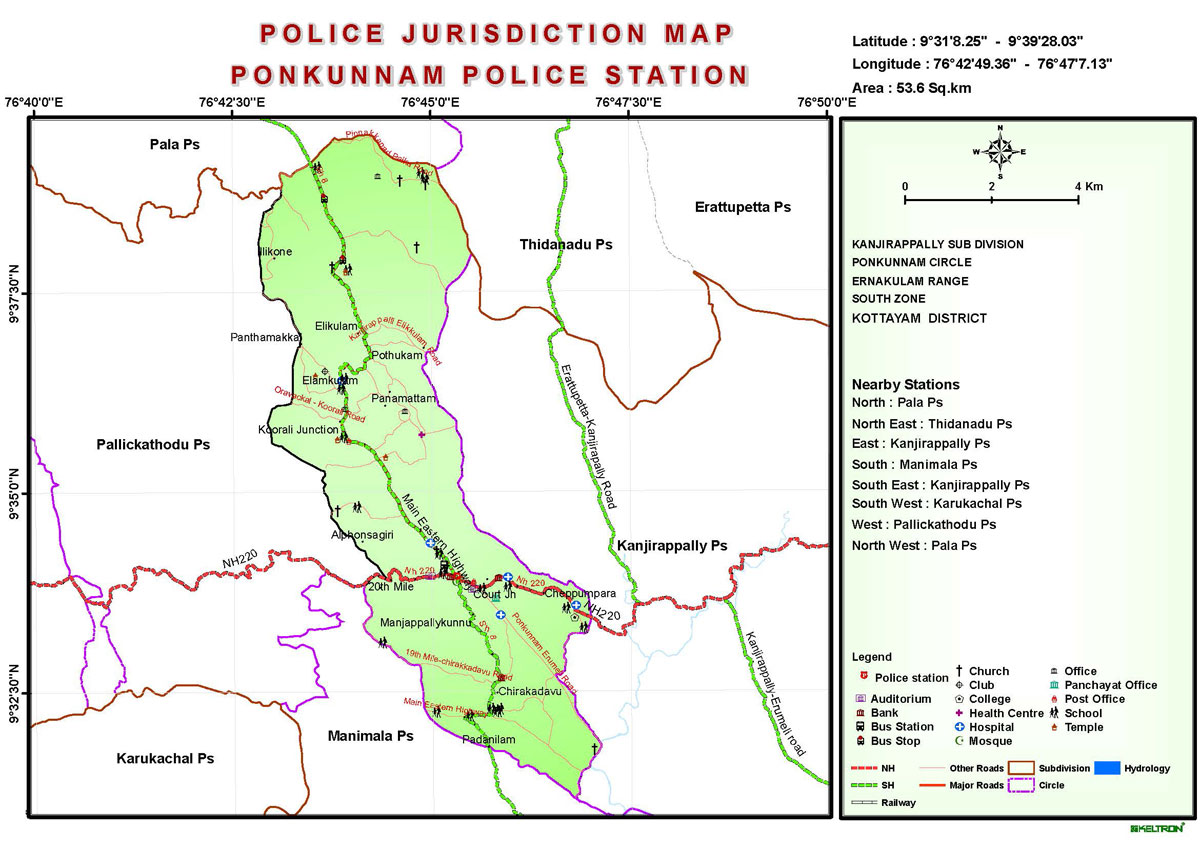 POLICE JURISDICTION MAP
PONKUNNAM POLICE STATION
Latitude : 9°31'8.25" - 9°39'28.03"
Longitude : 76°42'49.36" - 76°47'7.13"
Area : 53.6 Sq.km
76°40'0"E
76°42'30"E
76°45'0"E
76°47'30"E
76°50'0"E
9°37'30"N
9°35'0"N
9°32'30"N
Pala Ps
Erattupetta Ps
Thidanadu Ps
Pallickathodu Ps
Kanjirappally Ps
Karukachal Ps
Manimala Ps
Illikone
Elikulam
Kanjirappally Elikkulam Road
Panthamakkal
Pothukam
Elamkulam
Panamattam
Oravackal - Koorali Road
Koorali Junction
Erattupetta-Kanjirapally Road
Main Eastern Highway
Alphonsagiri
NH220
Nh 220
Nh 220
20th Mile
Court Jn
Cheppumpara
NH220
Manjappallykunnu
Sh 8
Ponkunnam Erumeli Road
19th Mile-chirakkadavu Road
Chirakadavu
Main Eastern Highway
Padanilam
Kanjirappally-Erumeli road
N
W
E
S
0
2
4 Km
KANJIRAPPALLY SUB DIVISION
PONKUNNAM CIRCLE
ERNAKULAM RANGE
SOUTH ZONE
KOTTAYAM DISTRICT
Nearby Stations
North : Pala Ps
North East : Thidanadu Ps
East : Kanjirappally Ps
South : Manimala Ps
South East : Kanjirappally Ps
South West : Karukachal Ps
West : Pallickathodu Ps
North West : Pala Ps
Legend
Police station
Auditorium
Bank
Bus Station
Bus Stop
Church
Club
College
Health Centre
Hospital
Mosque
Office
Panchayat Office
Post Office
School
Temple
NH
SH
Railway
Other Roads
Major Roads
Subdivision
Circle
Hydrology
KELTRON